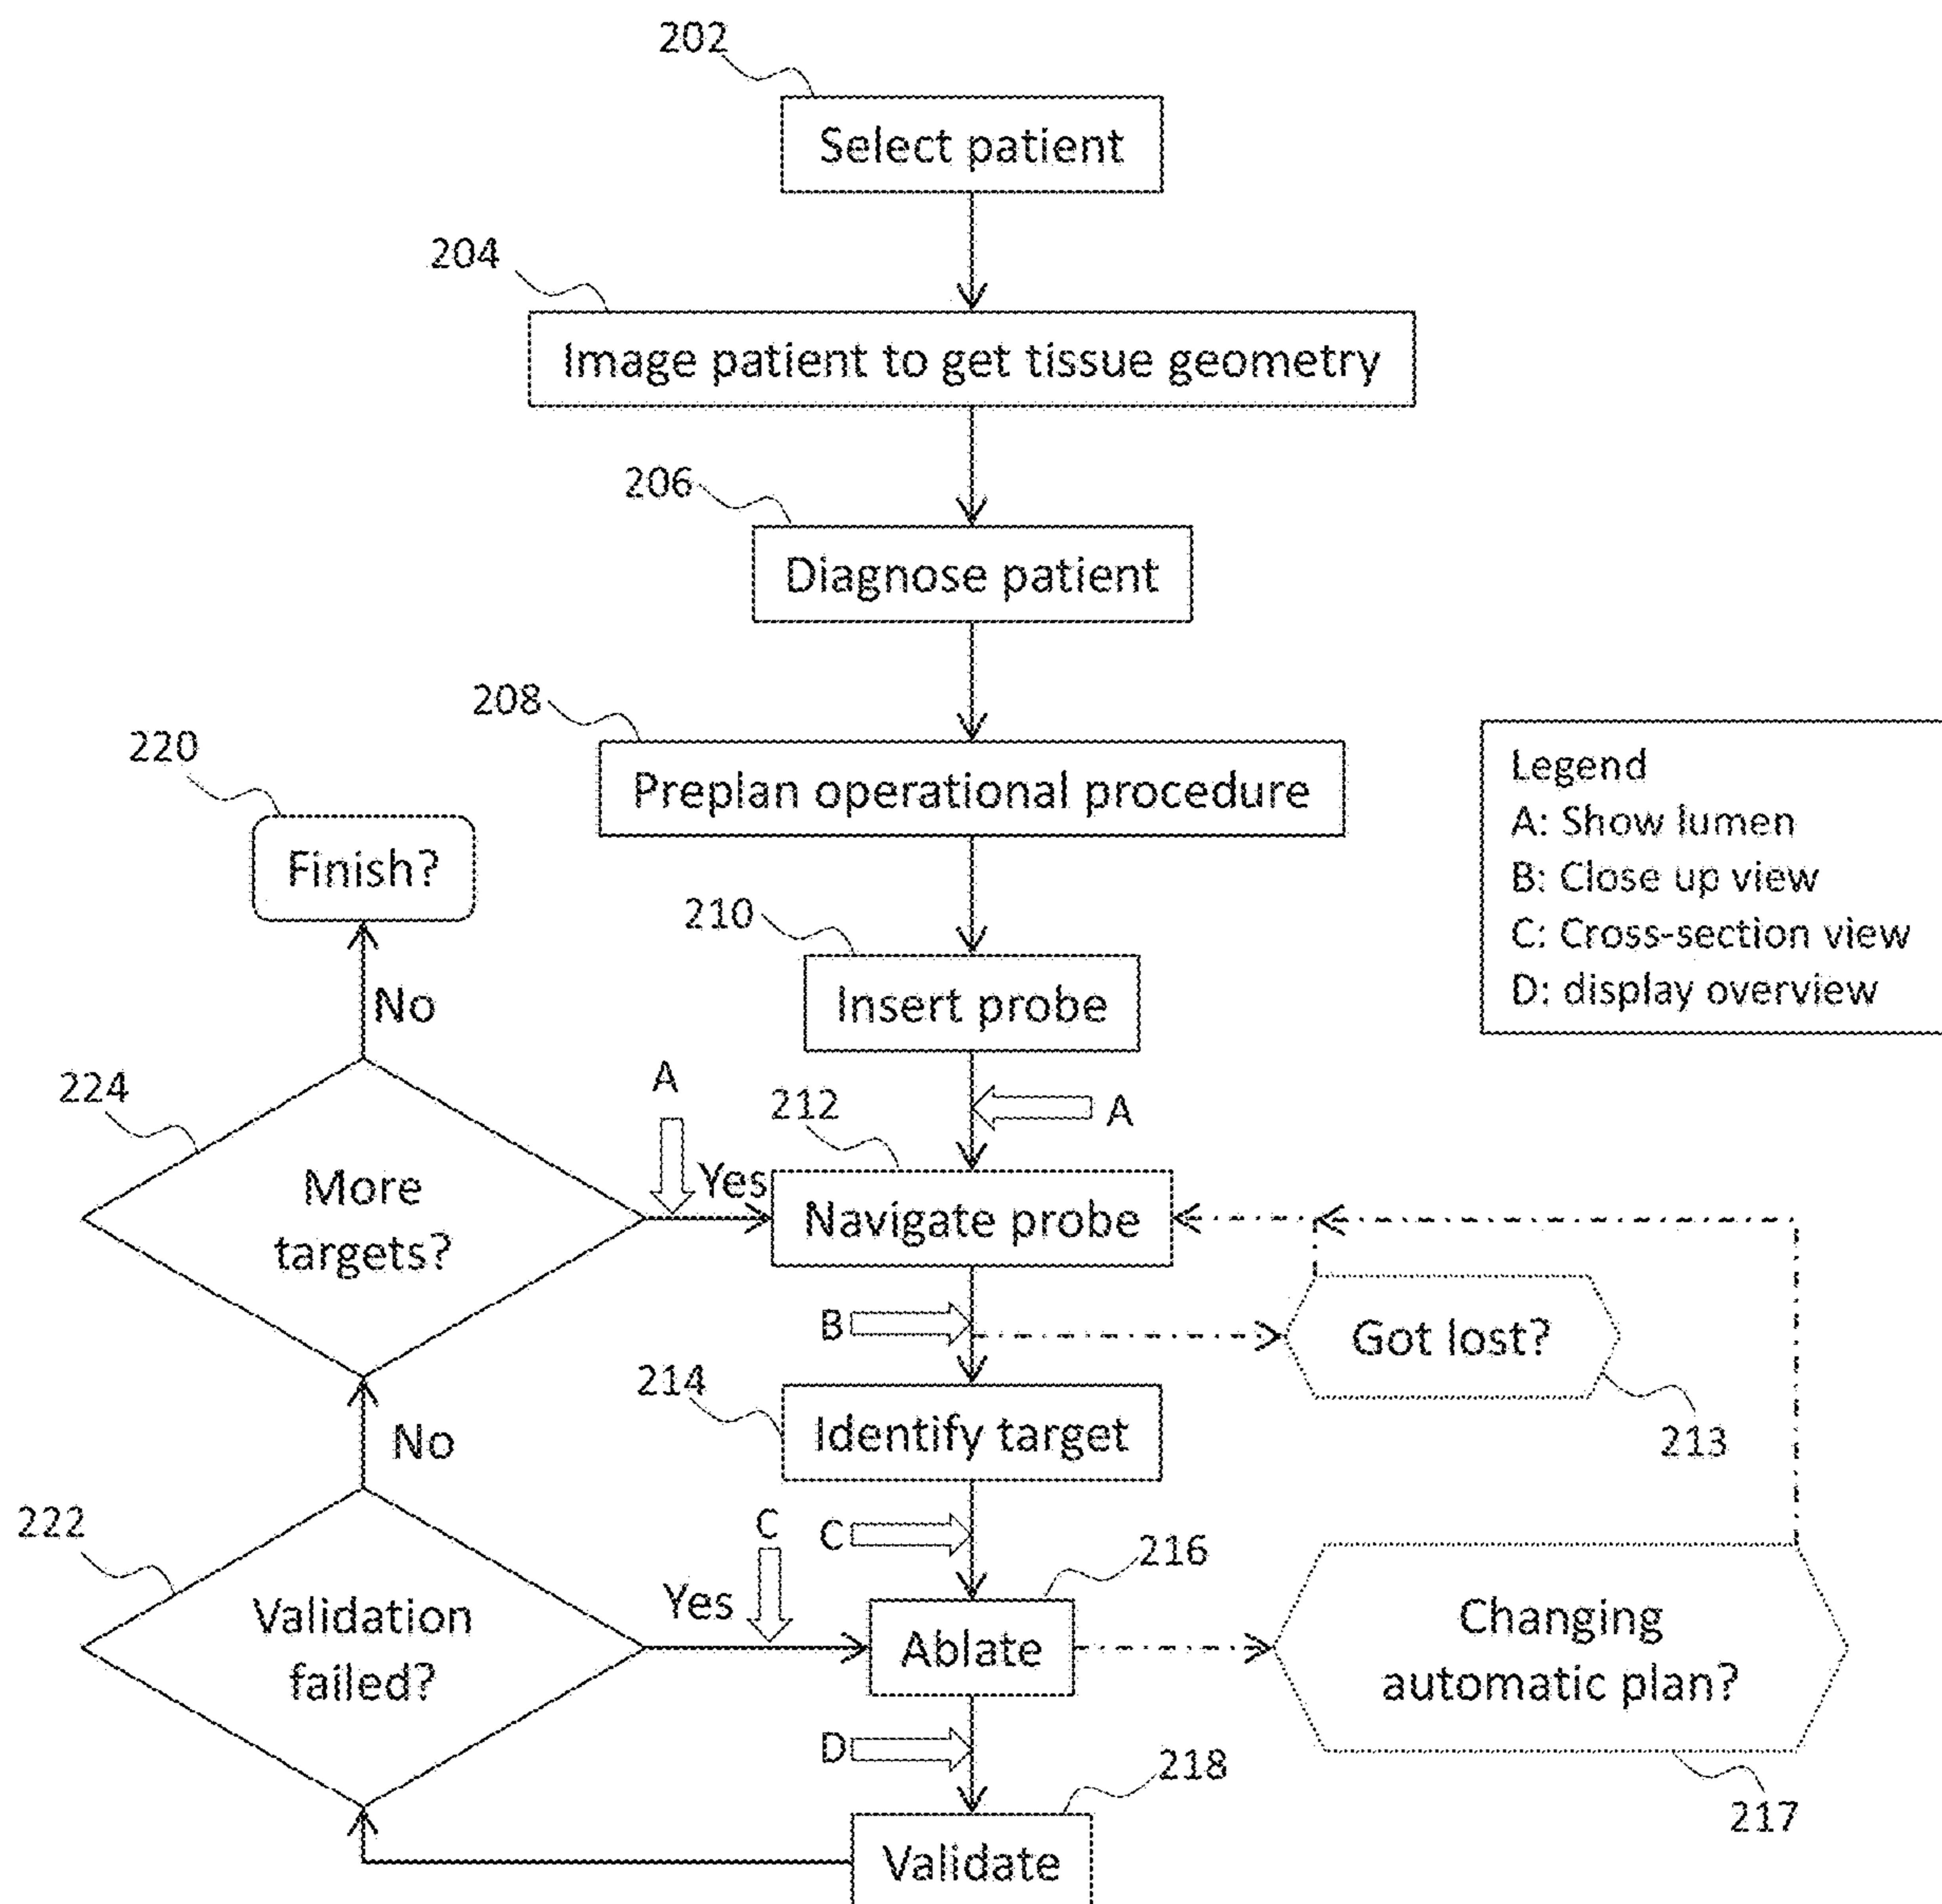 202
Select patient
204
Image patient to get tissue geometry
206
Diagnose patient
208
Preplan operational procedure
220
Finish?
Legend
A: Show lumen
B: Close up view
C: Cross-section view
D: display overview
210
Insert probe
No
224
A
212
A
More
targets?
Yes
Navigate probe
B
Got lost?
213
214
Identify target
No
222
C
C
216
Validation
failed?
Yes
Ablate
Changing
automatic plan?
217
D
218
Validate